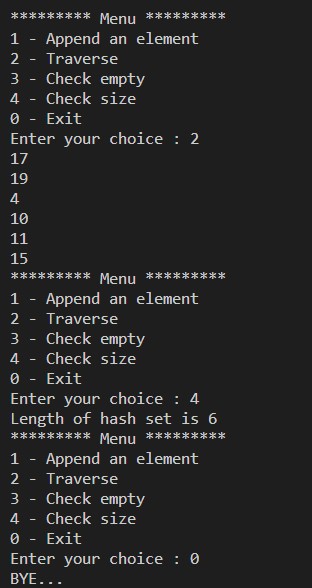 ********* Menu *********
1 - Append an element
2 - Traverse
3 - Check empty
4 - Check size
0 - Exit
Enter your choice : 2
17
19
4
10
11
15
********* Menu *********
1 - Append an element
2 - Traverse
3 - Check empty
4 - Check size
0 - Exit
Enter your choice : 4
Length of hash set is 6
********* Menu *********
1 - Append an element
2 - Traverse
3 - Check empty
4 - Check size
0 - Exit
Enter your choice : 0
BYE...